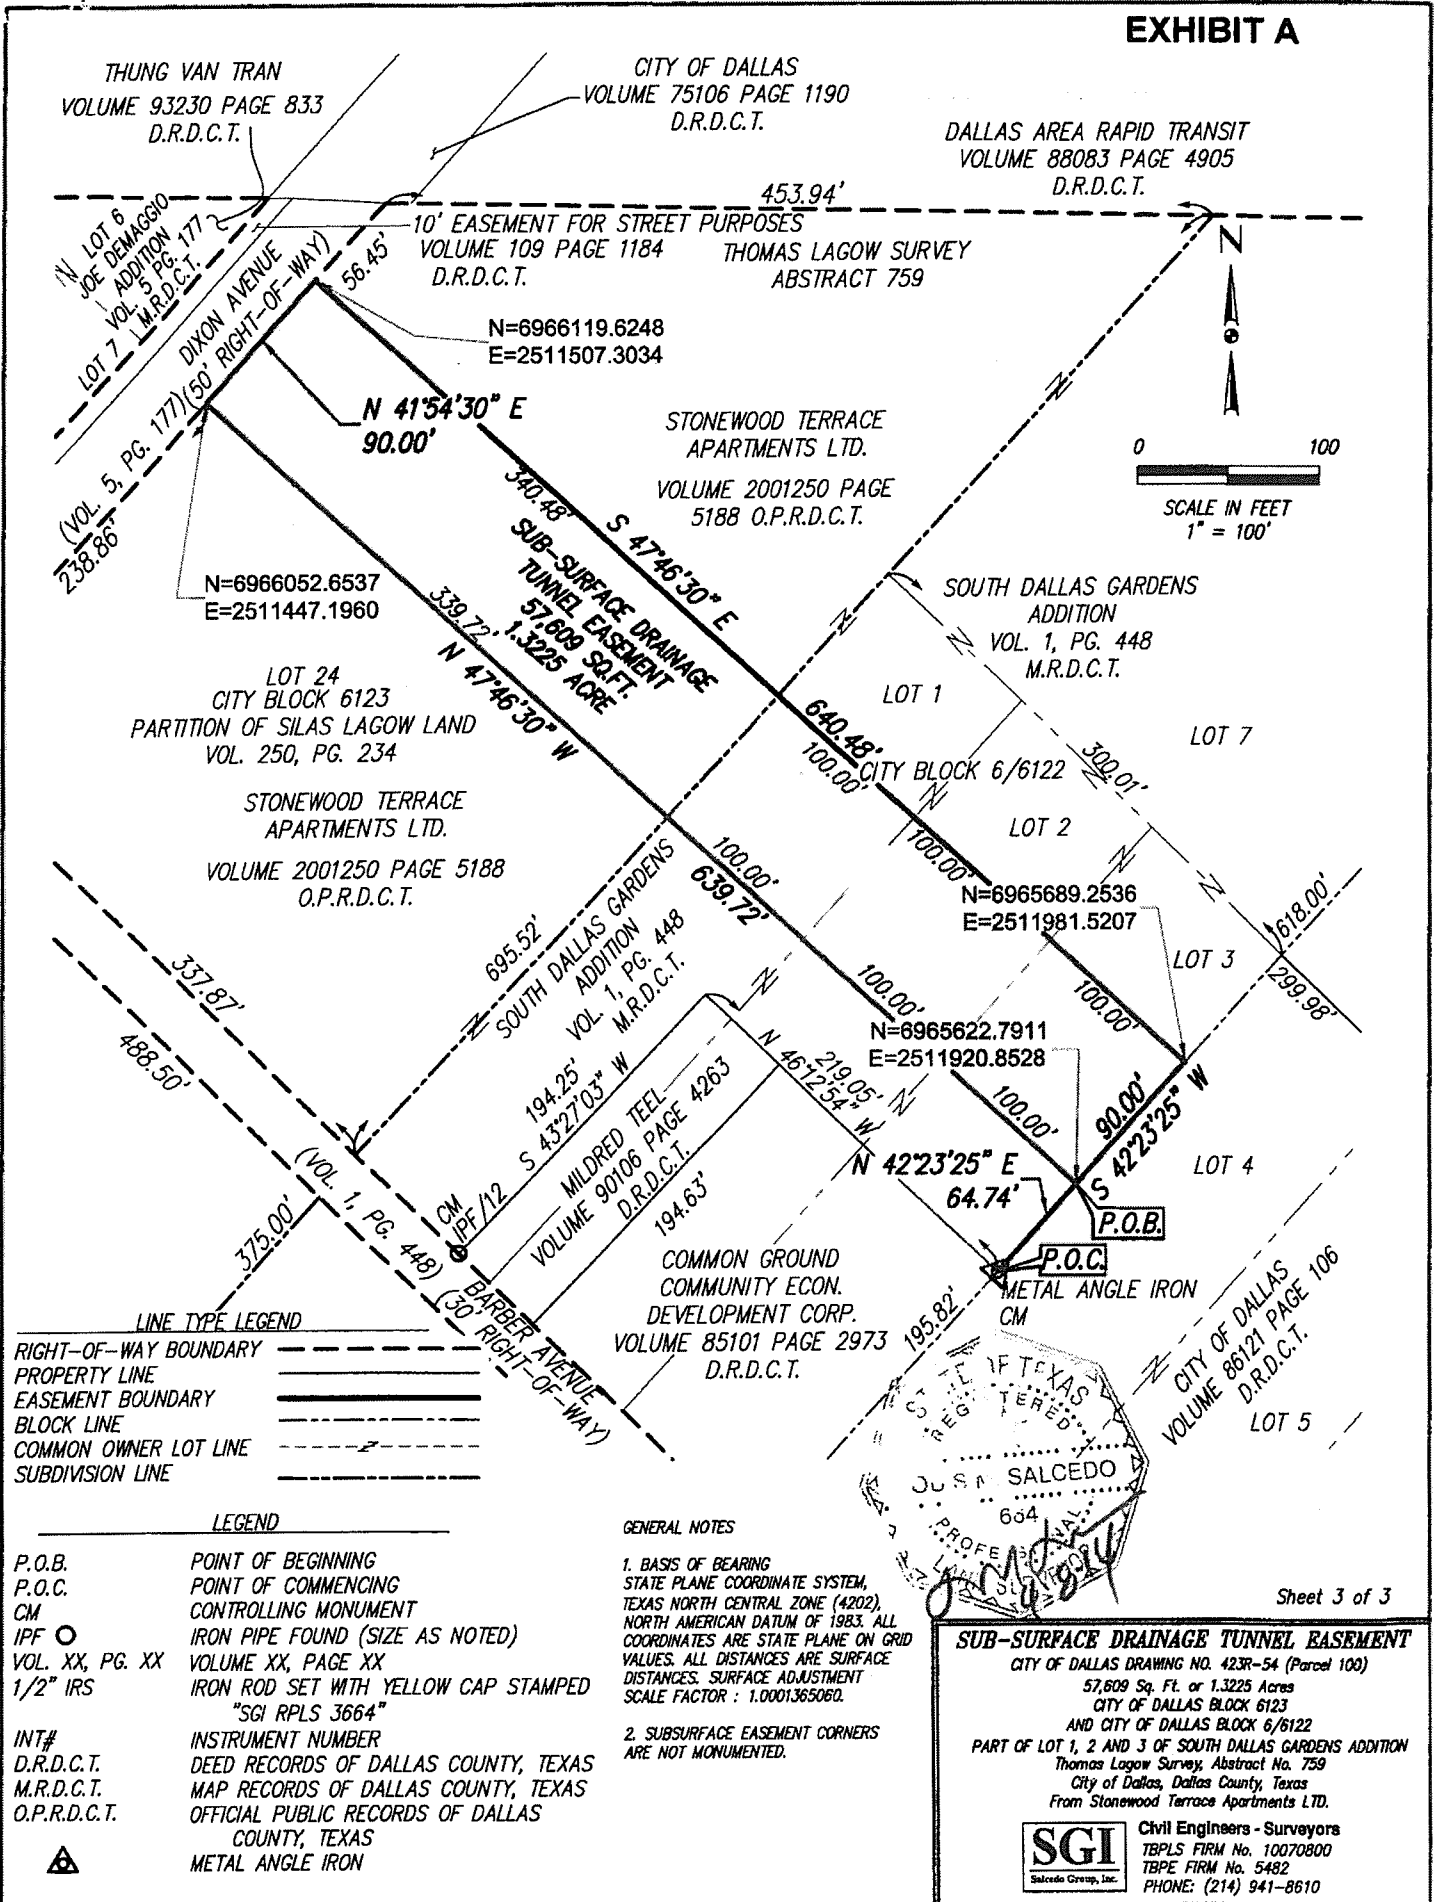 EXHIBIT A
THUNG VAN TRAN
VOLUME 93230 PAGE 833
D.R.D.C.T.
CITY OF DALLAS
VOLUME 75106 PAGE 1190
D.R.D.C.T.
DALLAS AREA RAPID TRANSIT
VOLUME 88083 PAGE 4905
D.R.D.C.T.
453.94'
LOT 6
JOE DEMAGGIO
ADDITION
VOL. 5, PG. 177
M.R.D.C.T.
LOT 7
DIXON AVENUE
(50' RIGHT-OF-WAY)
(VOL. 5, PG. 177)
238.86'
56.45'
10' EASEMENT FOR STREET PURPOSES
VOLUME 109 PAGE 1184
D.R.D.C.T.
THOMAS LAGOW SURVEY
ABSTRACT 759
N
N=6966119.6248
E=2511507.3034
N 41°54'30" E
90.00'
STONEWOOD TERRACE
APARTMENTS LTD.
VOLUME 2001250 PAGE
5188 O.P.R.D.C.T.
0 100
SCALE IN FEET
1" = 100'
340.48'
S 47°46'30" E
640.48'
SUB-SURFACE DRAINAGE
TUNNEL EASEMENT
57,609 SQ.FT.
1.3225 ACRE
N=6966052.6537
E=2511447.1960
339.72'
N 47°46'30" W
639.72'
SOUTH DALLAS GARDENS
ADDITION
VOL. 1, PG. 448
M.R.D.C.T.
LOT 24
CITY BLOCK 6123
PARTITION OF SILAS LAGOW LAND
VOL. 250, PG. 234
STONEWOOD TERRACE
APARTMENTS LTD.
VOLUME 2001250 PAGE 5188
O.P.R.D.C.T.
LOT 1
LOT 7
100.00'
CITY BLOCK 6/6122
300.01'
LOT 2
100.00'
100.00'
N=6965689.2536
E=2511981.5207
618.00'
LOT 3
299.98'
100.00'
337.87'
488.50'
695.52'
SOUTH DALLAS GARDENS
ADDITION
VOL. 1, PG. 448
M.R.D.C.T.
100.00'
N=6965622.7911
E=2511920.8528
100.00'
90.00'
S 42°23'25" W
194.25'
S 43°27'03" W
MILDRED TEEL
VOLUME 90106 PAGE 4263
D.R.D.C.T.
194.63'
219.05'
N 46°12'54" W
N 42°23'25" E
64.74'
LOT 4
P.O.B.
P.O.C.
METAL ANGLE IRON
CM
(VOL. 1, PG. 448)
375.00'
CM
IPF/12
BARBER AVENUE
(30' RIGHT-OF-WAY)
COMMON GROUND
COMMUNITY ECON.
DEVELOPMENT CORP.
VOLUME 85101 PAGE 2973
D.R.D.C.T.
195.82'
CITY OF DALLAS
VOLUME 86121 PAGE 106
D.R.D.C.T.
LOT 5
LINE TYPE LEGEND
RIGHT-OF-WAY BOUNDARY
PROPERTY LINE
EASEMENT BOUNDARY
BLOCK LINE
COMMON OWNER LOT LINE
SUBDIVISION LINE
SALCEDO
LEGEND
P.O.B. POINT OF BEGINNING
P.O.C. POINT OF COMMENCING
CM CONTROLLING MONUMENT
IPF IRON PIPE FOUND (SIZE AS NOTED)
VOL. XX, PG. XX VOLUME XX, PAGE XX
1/2" IRS IRON ROD SET WITH YELLOW CAP STAMPED
"SGI RPLS 3664"
INT# INSTRUMENT NUMBER
D.R.D.C.T. DEED RECORDS OF DALLAS COUNTY, TEXAS
M.R.D.C.T. MAP RECORDS OF DALLAS COUNTY, TEXAS
O.P.R.D.C.T. OFFICIAL PUBLIC RECORDS OF DALLAS
COUNTY, TEXAS
METAL ANGLE IRON
GENERAL NOTES
1. BASIS OF BEARING
STATE PLANE COORDINATE SYSTEM,
TEXAS NORTH CENTRAL ZONE (4202),
NORTH AMERICAN DATUM OF 1983. ALL
COORDINATES ARE STATE PLANE ON GRID
VALUES. ALL DISTANCES ARE SURFACE
DISTANCES. SURFACE ADJUSTMENT
SCALE FACTOR : 1.0001365060.
2. SUBSURFACE EASEMENT CORNERS
ARE NOT MONUMENTED.
Sheet 3 of 3
SUB-SURFACE DRAINAGE TUNNEL EASEMENT
CITY OF DALLAS DRAWING NO. 423R-54 (Parcel 100)
57,609 Sq. Ft. or 1.3225 Acres
CITY OF DALLAS BLOCK 6123
AND CITY OF DALLAS BLOCK 6/6122
PART OF LOT 1, 2 AND 3 OF SOUTH DALLAS GARDENS ADDITION
Thomas Lagow Survey, Abstract No. 759
City of Dallas, Dallas County, Texas
From Stonewood Terrace Apartments LTD.
SGI
Salcedo Group, Inc.
Civil Engineers - Surveyors
TBPLS FIRM No. 10070800
TBPE FIRM No. 5482
PHONE: (214) 941-8610